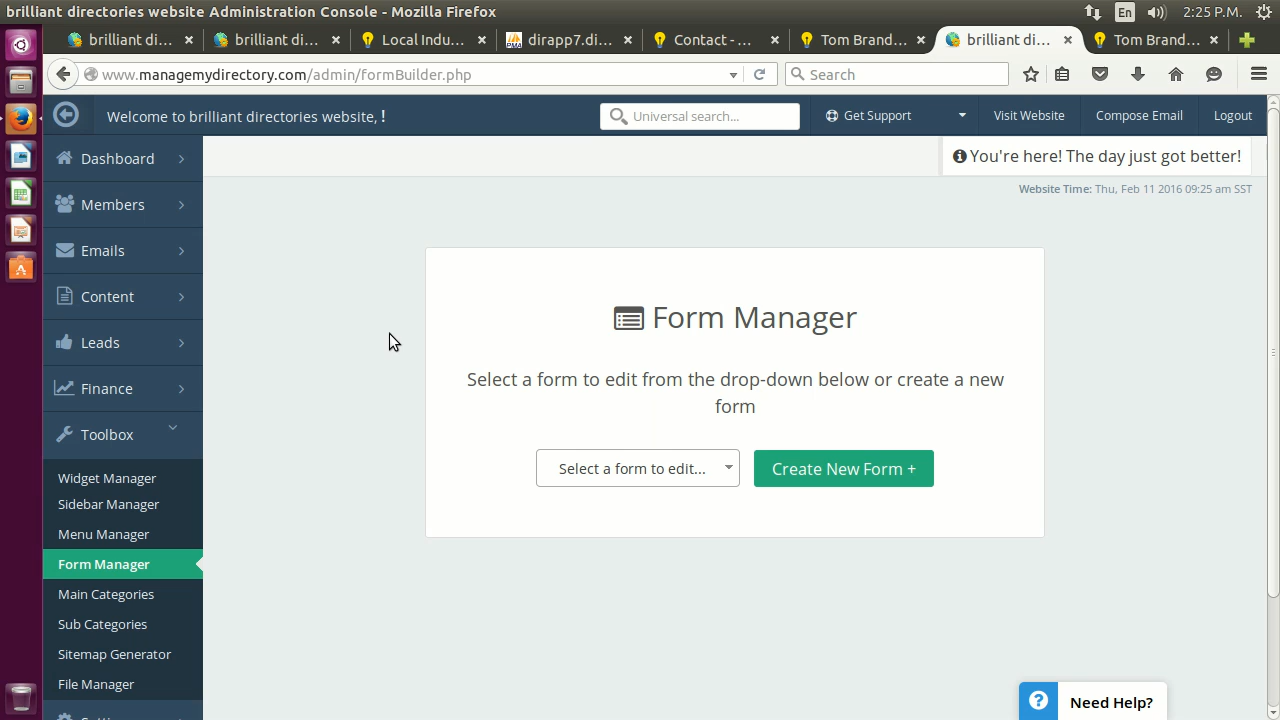 brilliant directories website Administration Console - Mozilla Firefox
En
2:25 P.M.
brilliant di...
brilliant di...
Local Indu...
dirapp7.di...
Contact - ...
Tom Brand...
brilliant di...
Tom Brand...
www.managemydirectory.com/admin/formBuilder.php
Search
Welcome to brilliant directories website, !
Universal search...
Get Support
Visit Website
Compose Email
Logout
You're here! The day just got better!
Website Time: Thu, Feb 11 2016 09:25 am SST
Dashboard
Members
Emails
Content
Leads
Finance
Toolbox
Widget Manager
Sidebar Manager
Menu Manager
Form Manager
Main Categories
Sub Categories
Sitemap Generator
File Manager
Form Manager
Select a form to edit from the drop-down below or create a new
form
Select a form to edit...
Create New Form +
Need Help?